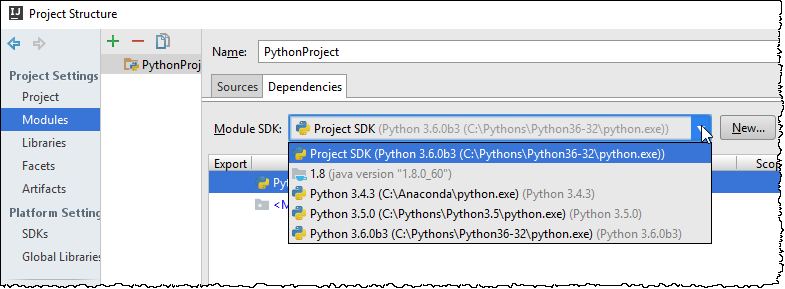 IJ Project Structure
Project Settings
Project
Modules
Libraries
Facets
Artifacts
Platform Setting
SDKs
Global Libraries
PythonProj
Name: PythonProject
Sources Dependencies
Module SDK: Project SDK (Python 3.6.0b3 (C:\Pythons\Python36-32\python.exe)) New...
Export Scop
Project SDK (Python 3.6.0b3 (C:\Pythons\Python36-32\python.exe))
1.8 (java version "1.8.0_60")
Python 3.4.3 (C:\Anaconda\python.exe) (Python 3.4.3)
Python 3.5.0 (C:\Pythons\Python3.5\python.exe) (Python 3.5.0)
Python 3.6.0b3 (C:\Pythons\Python36-32\python.exe) (Python 3.6.0b3)